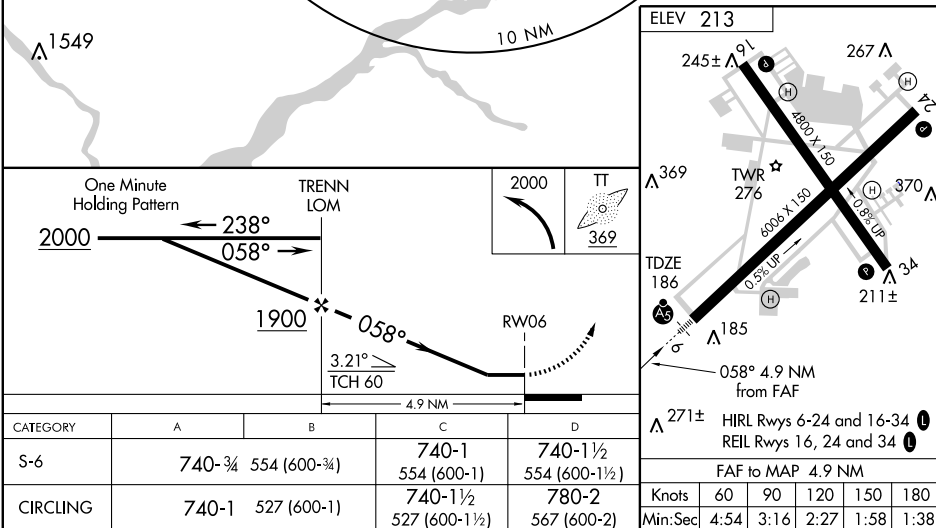 10 NM
1549
One Minute
Holding Pattern
TRENN
LOM
2000
TT
369
2000
238°
058°
1900
058°
RW06
3.21°
TCH 60
4.9 NM
CATEGORY A B C D
S-6 740-¾ 554 (600-¾) 740-1 554 (600-1) 740-1½ 554 (600-1½)
CIRCLING 740-1 527 (600-1) 740-1½ 527 (600-1½) 780-2 567 (600-2)
ELEV 213
245±
16
P
267
H
24
H
P
4800 X 150
369
TWR
276
H
370
6006 X 150
0.8% UP
0.5% UP
TDZE
186
A5
H
P
34
211±
6
185
058° 4.9 NM
from FAF
271±
HIRL Rwys 6-24 and 16-34 L
REIL Rwys 16, 24 and 34 L
FAF to MAP 4.9 NM
Knots 60 90 120 150 180
Min:Sec 4:54 3:16 2:27 1:58 1:38